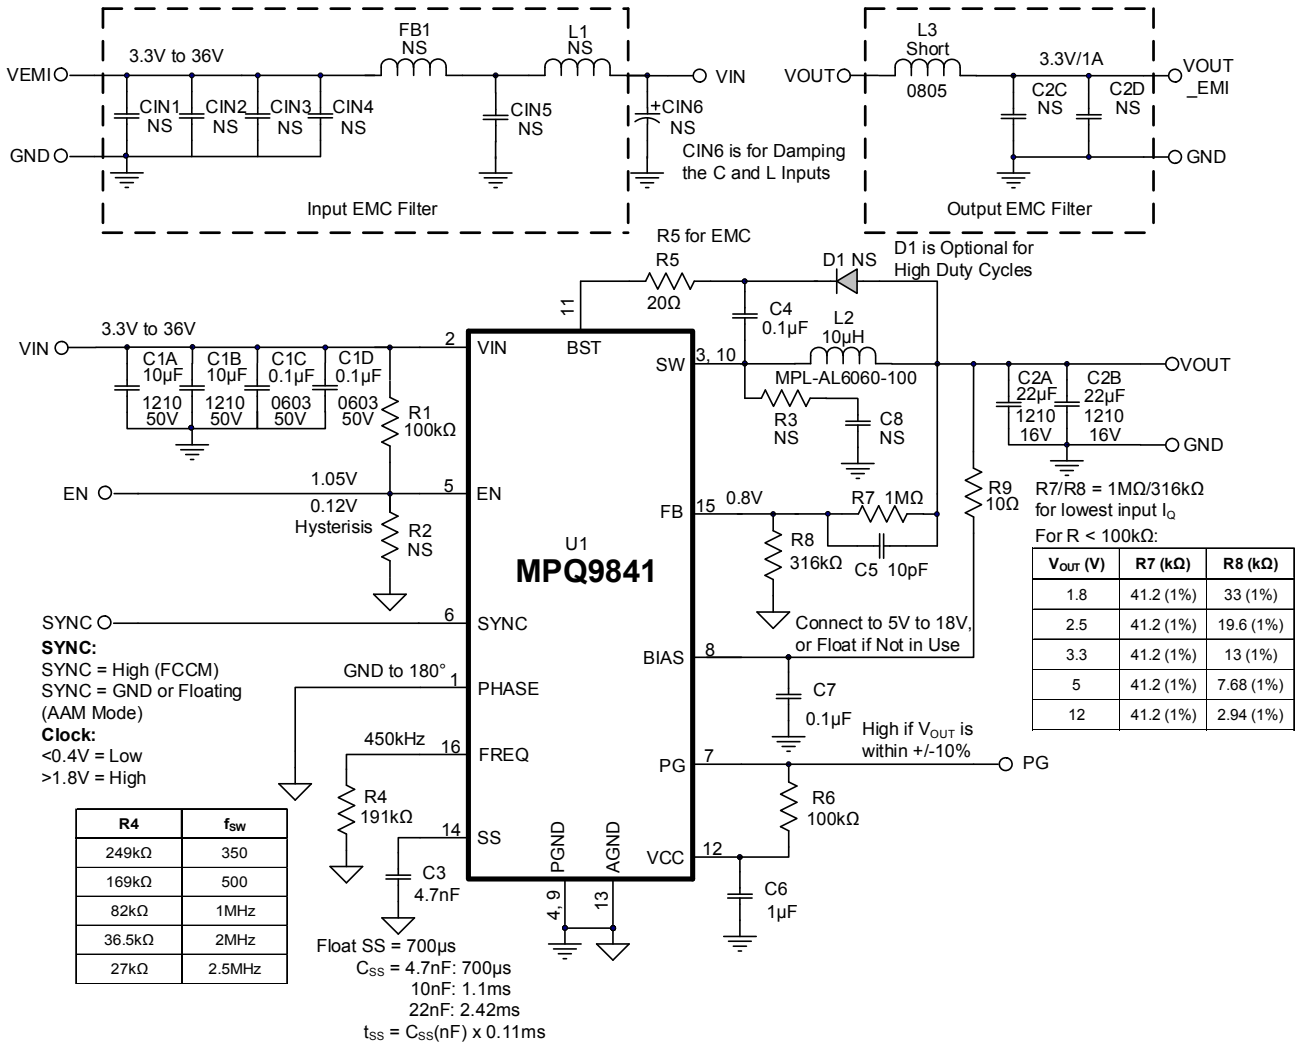 FB1
NS
L1
NS
3.3V to 36V
VEMI
VIN
CIN1
NS
CIN2
NS
CIN3
NS
CIN4
NS
CIN5
NS
+CIN6
NS
GND
CIN6 is for Damping
the C and L Inputs
Input EMC Filter
L3
Short
0805
3.3V/1A
VOUT
VOUT
_EMI
C2C
NS
C2D
NS
GND
Output EMC Filter
R5 for EMC
R5
20Ω
D1 NS
D1 is Optional for
High Duty Cycles
11
C4
0.1µF
L2
10µH
MPL-AL6060-100
3.3V to 36V
VIN
2
VIN
BST
SW
3, 10
VOUT
C1A
10µF
1210
50V
C1B
10µF
1210
50V
C1C
0.1µF
0603
50V
C1D
0.1µF
0603
50V
R1
100kΩ
R3
NS
C8
NS
C2A
22µF
1210
16V
C2B
22µF
1210
16V
GND
EN
1.05V
0.12V
Hysterisis
5
EN
R2
NS
FB
15
0.8V
R7
1MΩ
R8
316kΩ
C5
10pF
R9
10Ω
R7/R8 = 1MΩ/316kΩ
for lowest input IQ
For R < 100kΩ:
VOUT (V) R7 (kΩ) R8 (kΩ)
1.8 41.2 (1%) 33 (1%)
2.5 41.2 (1%) 19.6 (1%)
3.3 41.2 (1%) 13 (1%)
5 41.2 (1%) 7.68 (1%)
12 41.2 (1%) 2.94 (1%)
U1
MPQ9841
SYNC
6
SYNC
SYNC:
SYNC = High (FCCM)
SYNC = GND or Floating
(AAM Mode)
Clock:
<0.4V = Low
>1.8V = High
Connect to 5V to 18V,
or Float if Not in Use
BIAS
8
C7
0.1µF
GND to 180°
1
PHASE
450kHz
16
FREQ
R4
191kΩ
High if VOUT is
within +/-10%
PG
7
PG
R6
100kΩ
14
SS
C3
4.7nF
PGND
AGND
4, 9
13
VCC
12
C6
1µF
R4 fSW
249kΩ 350
169kΩ 500
82kΩ 1MHz
36.5kΩ 2MHz
27kΩ 2.5MHz
Float SS = 700µs
CSS = 4.7nF: 700µs
10nF: 1.1ms
22nF: 2.42ms
tSS = CSS(nF) x 0.11ms